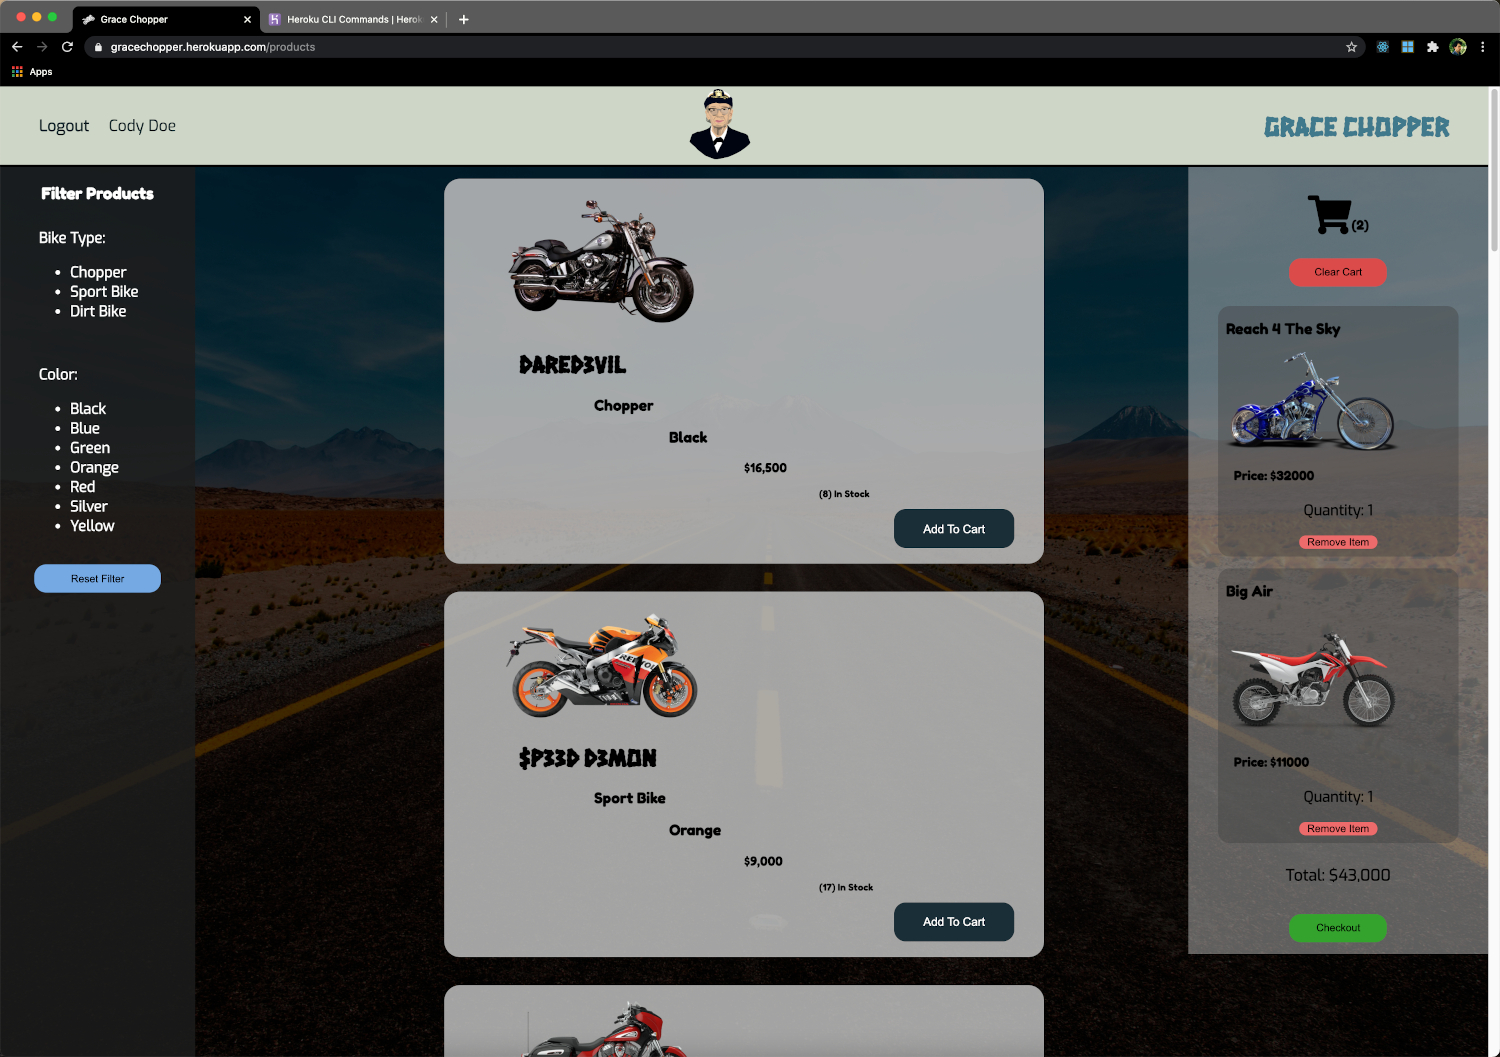 Grace Chopper
Heroku CLI Commands | Herok
gracechopper.herokuapp.com/products
Apps
Logout
Cody Doe
GRACE CHOPPER
Filter Products
Bike Type:
Chopper
Sport Bike
Dirt Bike
Color:
Black
Blue
Green
Orange
Red
Silver
Yellow
Reset Filter
DARED3VIL
Chopper
Black
$16,500
(8) In Stock
Add To Cart
$P33D D3MON
Sport Bike
Orange
$9,000
(17) In Stock
Add To Cart
(2)
Clear Cart
Reach 4 The Sky
Price: $32000
Quantity: 1
Remove Item
Big Air
Price: $11000
Quantity: 1
Remove Item
Total: $43,000
Checkout